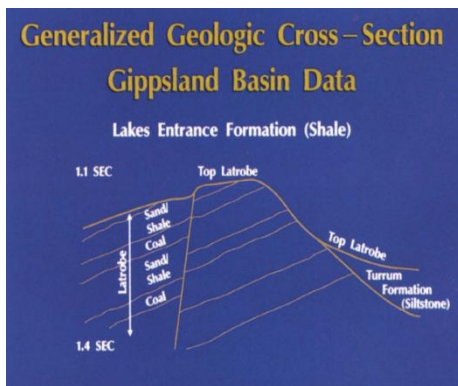 Generalized Geologic Cross – Section
Gippsland Basin Data
Lakes Entrance Formation (Shale)
1.1 SEC
Top Latrobe
Sand/
Shale
Coal
Sand/
Shale
Coal
Latrobe
Top Latrobe
Turrum
Formation
(Siltstone)
1.4 SEC